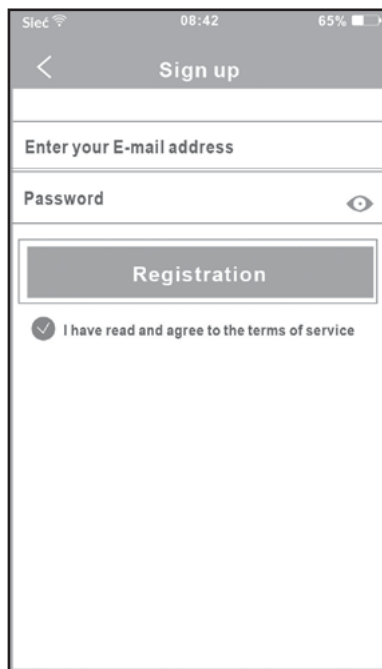 Sieć 08:42 65%
Sign up
Enter your E-mail address
Password
Registration
I have read and agree to the terms of service